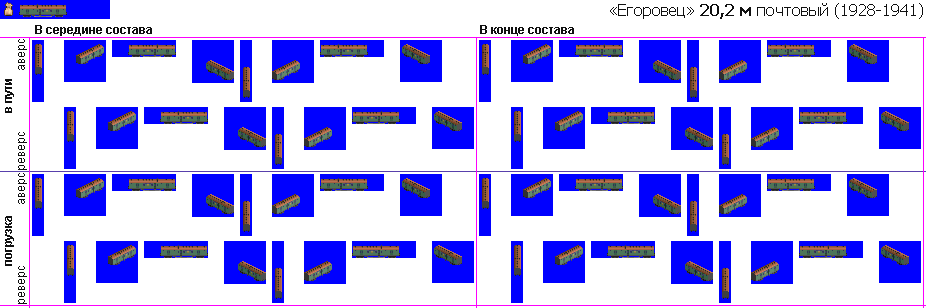 «Егоровец» 20,2 м почтовый (1928-1941)
В середине состава
В конце состава
в пути
аверс
реверс
погрузка
аверс
реверс